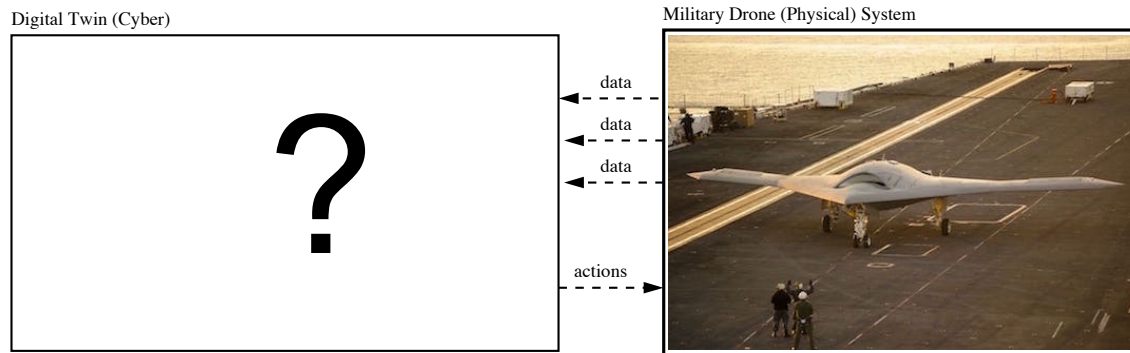 Digital Twin (Cyber)
Military Drone (Physical) System
?
data
data
data
actions